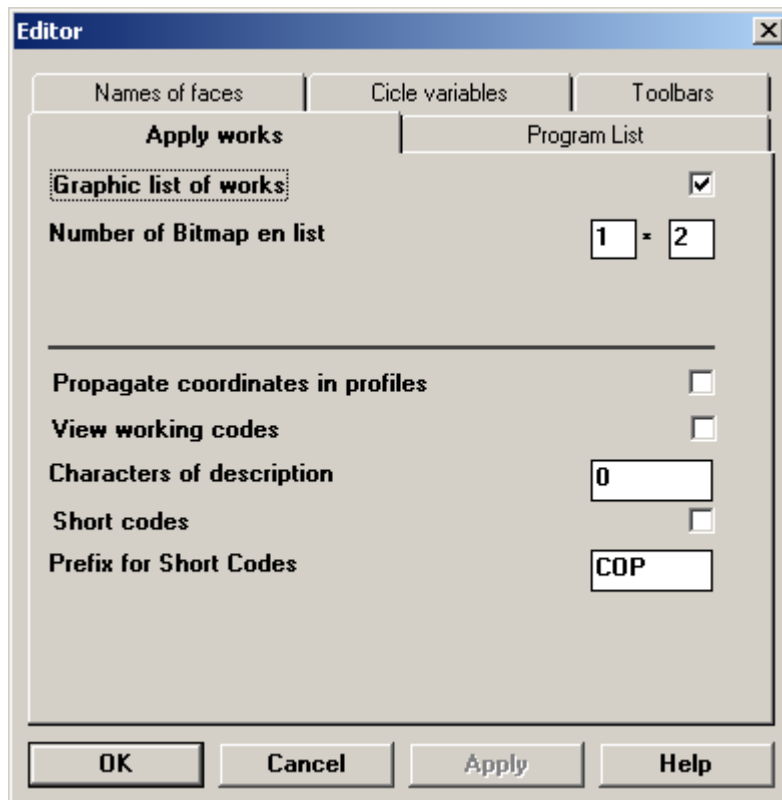 Editor
Names of faces Cicle variables Toolbars
Apply works Program List
Graphic list of works
Number of Bitmap en list 1 * 2
Propagate coordinates in profiles
View working codes
Characters of description 0
Short codes
Prefix for Short Codes COP
OK Cancel Apply Help